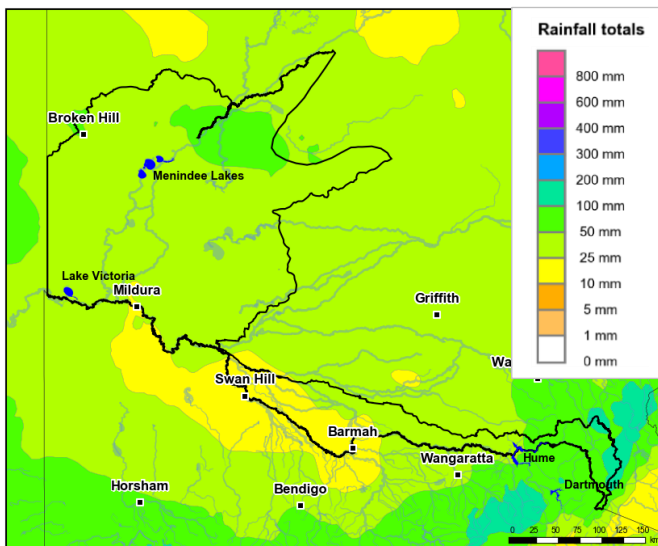 Rainfall totals
800 mm
600 mm
400 mm
300 mm
200 mm
100 mm
50 mm
25 mm
10 mm
5 mm
1 mm
0 mm
Broken Hill
Menindee Lakes
Lake Victoria
Mildura
Griffith
Wa
Swan Hill
Barmah
Wangaratta
Hume
Dartmouth
Horsham
Bendigo
0 25 50 75 100 125 150
km